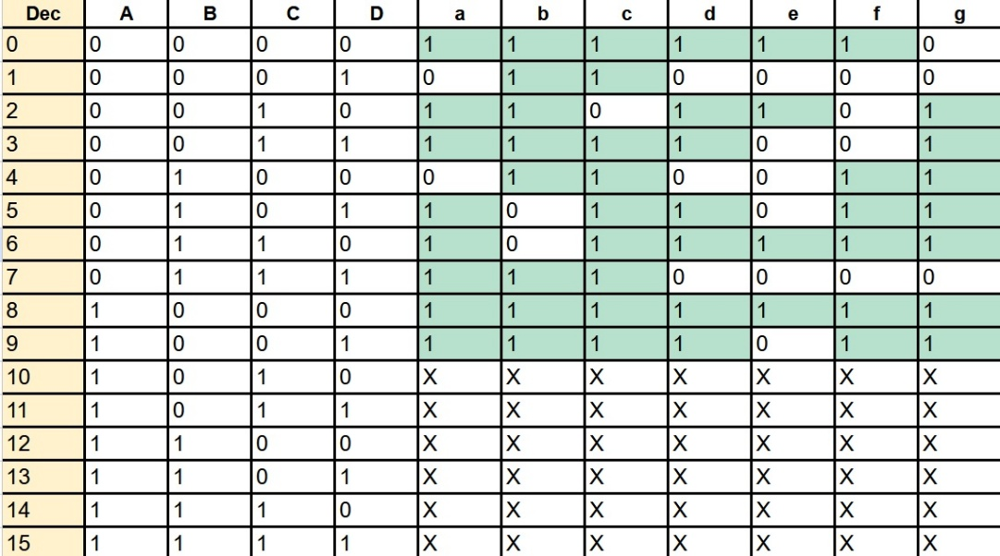 Dec A B C D a b c d e f g
0 0 0 0 0 1 1 1 1 1 1 0
1 0 0 0 1 0 1 1 0 0 0 0
2 0 0 1 0 1 1 0 1 1 0 1
3 0 0 1 1 1 1 1 1 0 0 1
4 0 1 0 0 0 1 1 0 0 1 1
5 0 1 0 1 1 0 1 1 0 1 1
6 0 1 1 0 1 0 1 1 1 1 1
7 0 1 1 1 1 1 1 0 0 0 0
8 1 0 0 0 1 1 1 1 1 1 1
9 1 0 0 1 1 1 1 1 0 1 1
10 1 0 1 0 X X X X X X X
11 1 0 1 1 X X X X X X X
12 1 1 0 0 X X X X X X X
13 1 1 0 1 X X X X X X X
14 1 1 1 0 X X X X X X X
15 1 1 1 1 X X X X X X X